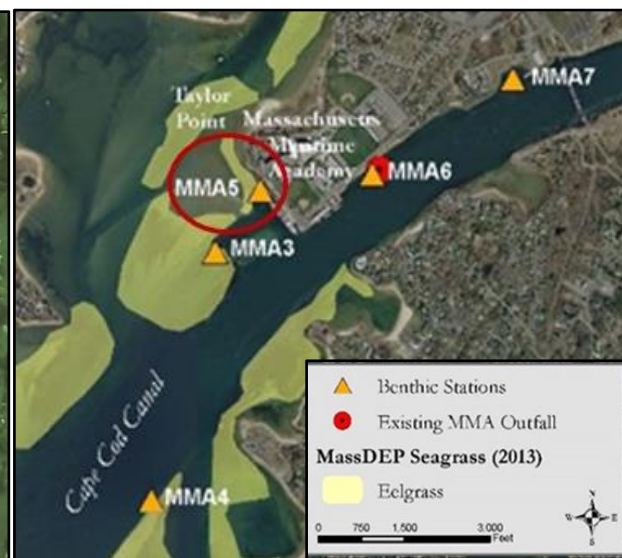 Taylor
Point
Massachusetts
Maritime
Academy
MMA7
MMA6
MMA5
MMA3
MMA4
Cape Cod Canal
Benthic Stations
Existing MMA Outfall
MassDEP Seagrass (2013)
Eelgrass
0 750 1,500 3,000
Feet
N
W E
S